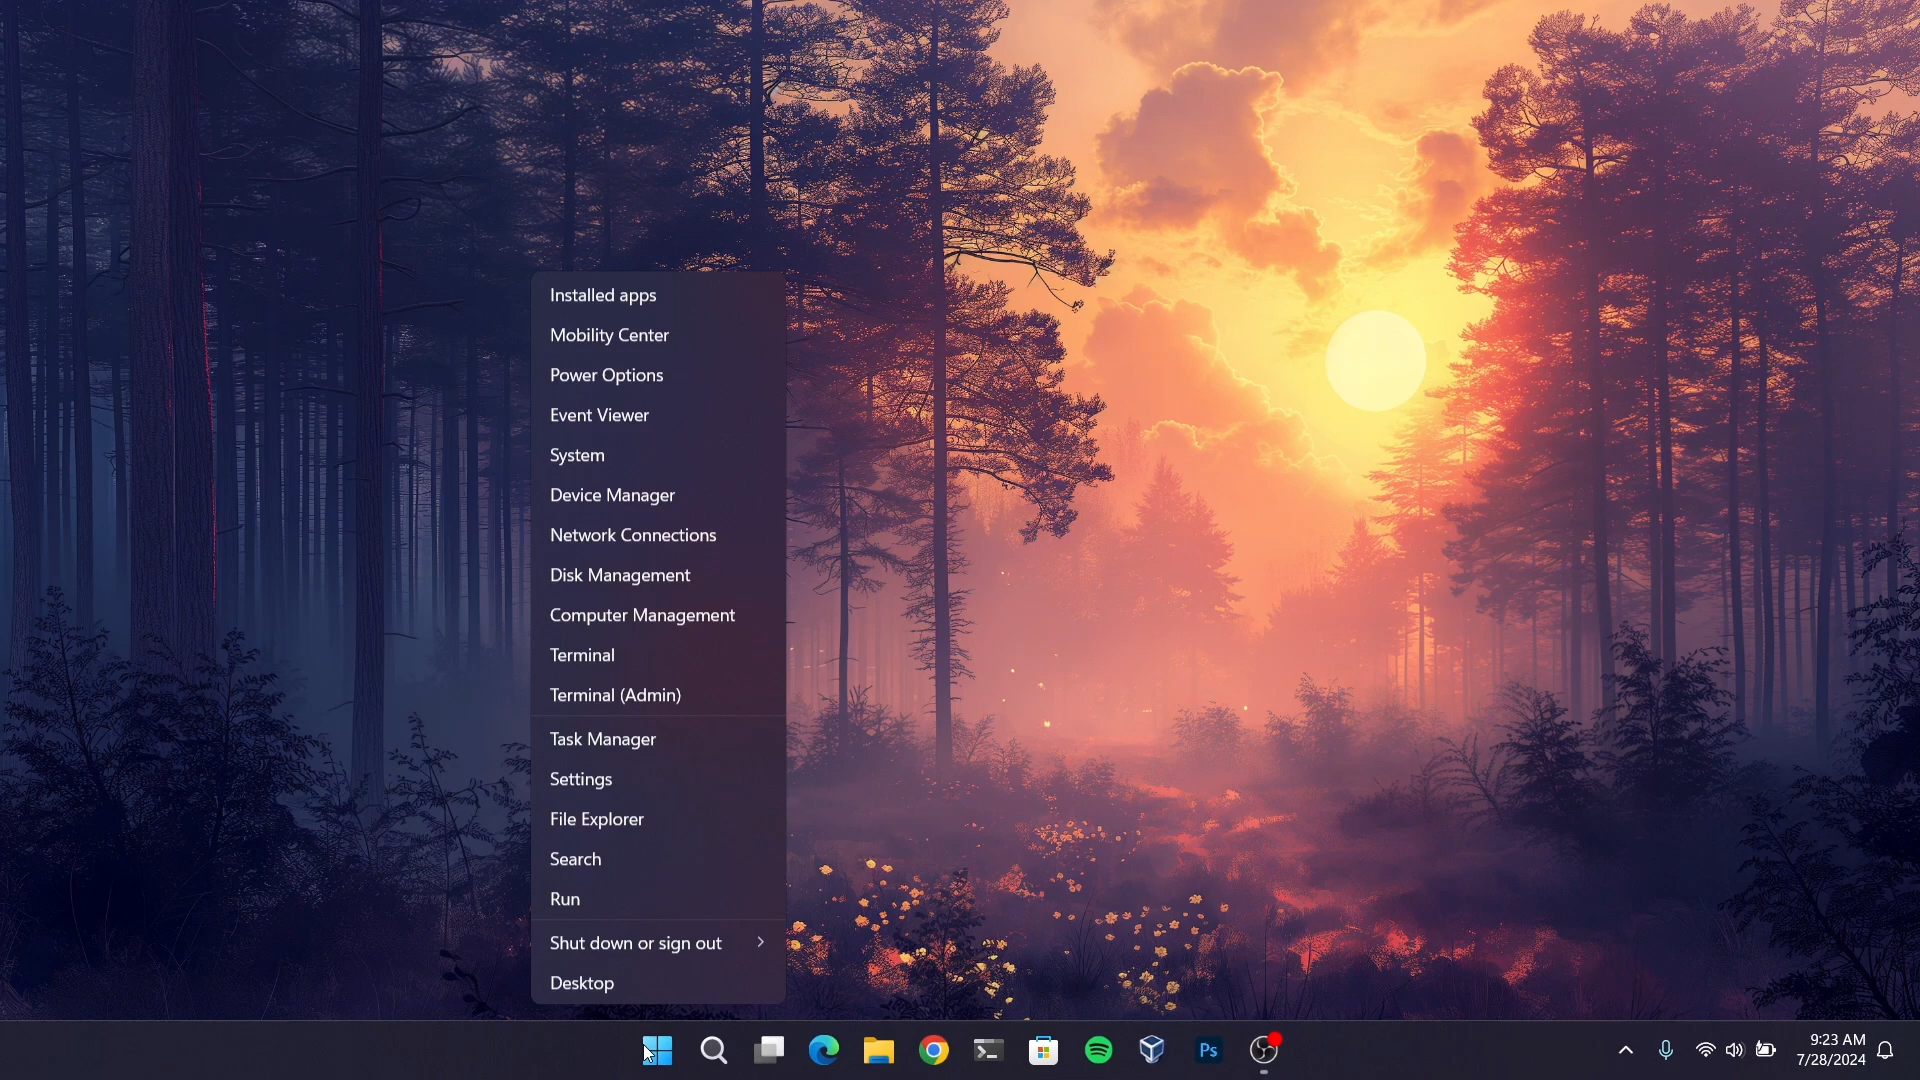 Installed apps
Mobility Center
Power Options
Event Viewer
System
Device Manager
Network Connections
Disk Management
Computer Management
Terminal
Terminal (Admin)
Task Manager
Settings
File Explorer
Search
Run
Shut down or sign out
Desktop
Ps
9:23 AM
7/28/2024